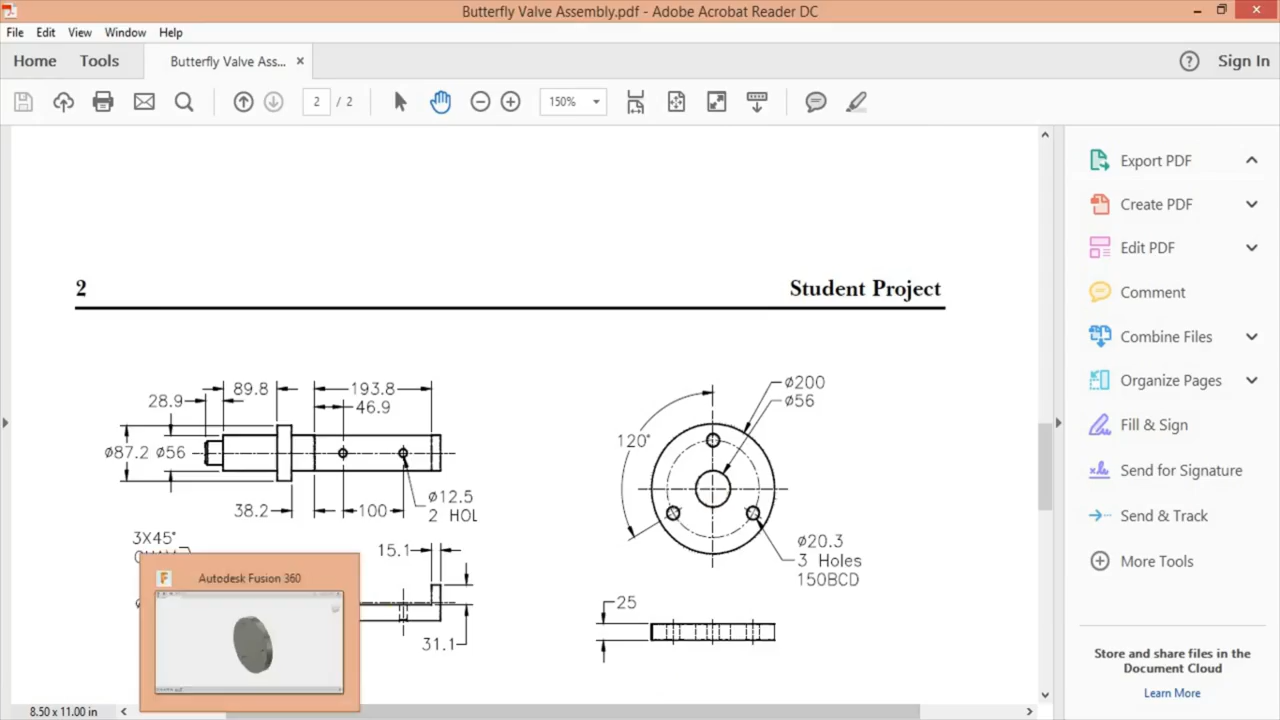 Butterfly Valve Assembly.pdf - Adobe Acrobat Reader DC
File Edit View Window Help
Home Tools Butterfly Valve Ass... × Sign In
2 / 2 150%
Export PDF
Create PDF
Edit PDF
Comment
Combine Files
Organize Pages
Fill & Sign
Send for Signature
Send & Track
More Tools
Store and share files in the
Document Cloud
Learn More
2 Student Project
89.8 193.8
28.9 46.9
ø87.2 ø56
ø12.5
38.2 100 2 HOL
3X45°
15.1
31.1
ø200
ø56
120°
ø20.3
3 Holes
150BCD
25
Autodesk Fusion 360
8.50 x 11.00 in